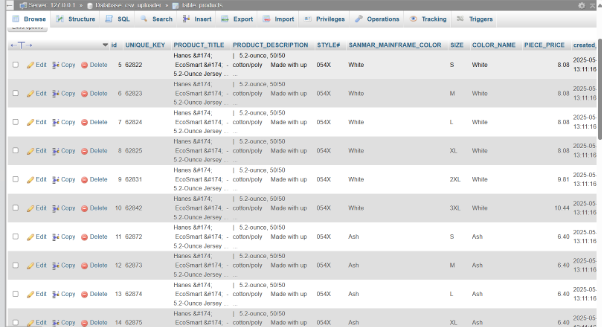 Server: 127.0.0.1 » Database: csv_uploader » Table: products
Browse Structure SQL Search Insert Export Import Privileges Operations Tracking Triggers
←T→ id UNIQUE_KEY PRODUCT_TITLE PRODUCT_DESCRIPTION STYLE# SANMAR_MAINFRAME_COLOR SIZE COLOR_NAME PIECE_PRICE created_
Hanes &#174; 5.2-ounce, 50/50 2025-05
Edit Copy Delete 5 62822 EcoSmart &#174; - cotton/poly Made with up 054X White S White 8.08 13:11:16
5.2-Ounce Jersey ... ...
Hanes &#174; 5.2-ounce, 50/50 2025-05
Edit Copy Delete 6 62823 EcoSmart &#174; - cotton/poly Made with up 054X White M White 8.08 13:11:16
5.2-Ounce Jersey ... ...
Hanes &#174; 5.2-ounce, 50/50 2025-05
Edit Copy Delete 7 62824 EcoSmart &#174; - cotton/poly Made with up 054X White L White 8.08 13:11:16
5.2-Ounce Jersey ... ...
Hanes &#174; 5.2-ounce, 50/50 2025-05
Edit Copy Delete 8 62825 EcoSmart &#174; - cotton/poly Made with up 054X White XL White 8.08 13:11:16
5.2-Ounce Jersey ... ...
Hanes &#174; 5.2-ounce, 50/50 2025-05
Edit Copy Delete 9 62831 EcoSmart &#174; - cotton/poly Made with up 054X White 2XL White 9.81 13:11:16
5.2-Ounce Jersey ... ...
Hanes &#174; 5.2-ounce, 50/50 2025-05
Edit Copy Delete 10 62842 EcoSmart &#174; - cotton/poly Made with up 054X White 3XL White 10.44 13:11:16
5.2-Ounce Jersey ... ...
Hanes &#174; 5.2-ounce, 50/50 2025-05
Edit Copy Delete 11 62872 EcoSmart &#174; - cotton/poly Made with up 054X Ash S Ash 6.40 13:11:16
5.2-Ounce Jersey ... ...
Hanes &#174; 5.2-ounce, 50/50 2025-05
Edit Copy Delete 12 62873 EcoSmart &#174; - cotton/poly Made with up 054X Ash M Ash 6.40 13:11:16
5.2-Ounce Jersey ... ...
Hanes &#174; 5.2-ounce, 50/50 2025-05
Edit Copy Delete 13 62874 EcoSmart &#174; - cotton/poly Made with up 054X Ash L Ash 6.40 13:11:16
5.2-Ounce Jersey ... ...
Hanes &#174; 5.2-ounce, 50/50 2025-05
Edit Copy Delete 14 62875 EcoSmart &#174; - cotton/poly Made with up 054X Ash XL Ash 6.40